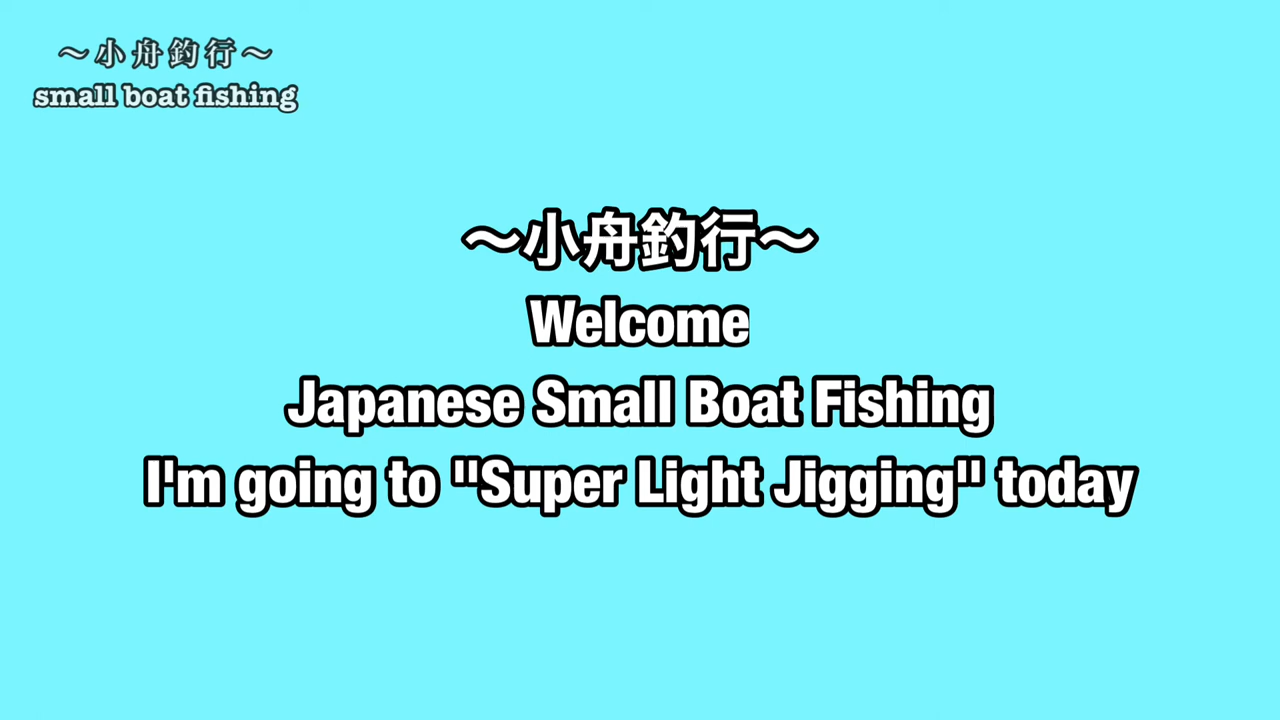 ～小舟釣行～
small boat fishing
～小舟釣行～
Welcome
Japanese Small Boat Fishing
I'm going to "Super Light Jigging" today